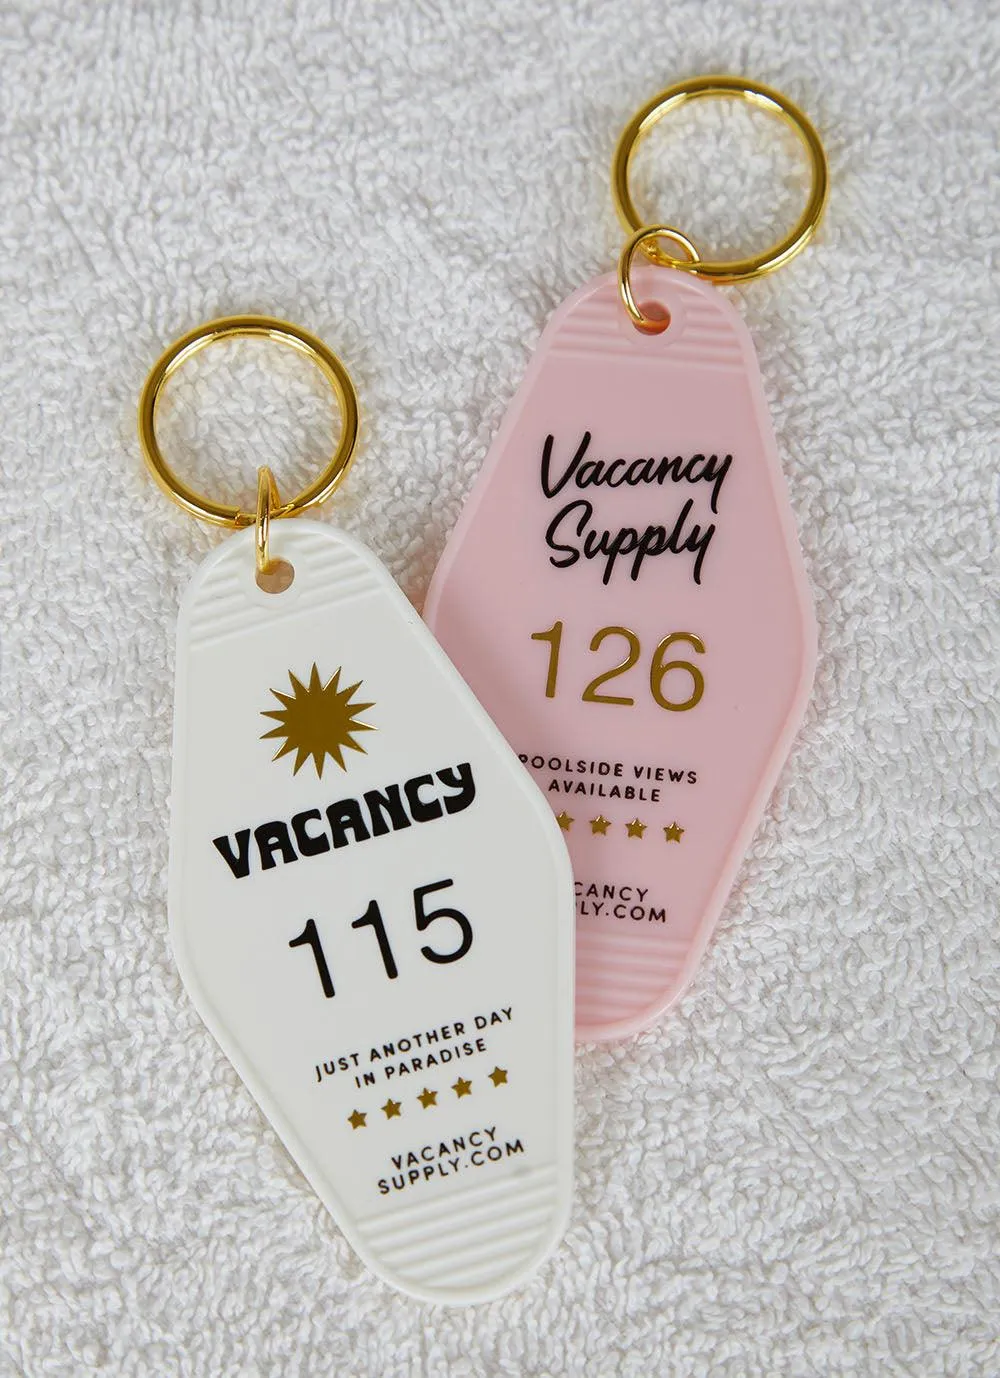 VACANCY
115
JUST ANOTHER DAY
IN PARADISE
VACANCY
SUPPLY.COM
Vacancy
Supply
126
POOLSIDE VIEWS
AVAILABLE